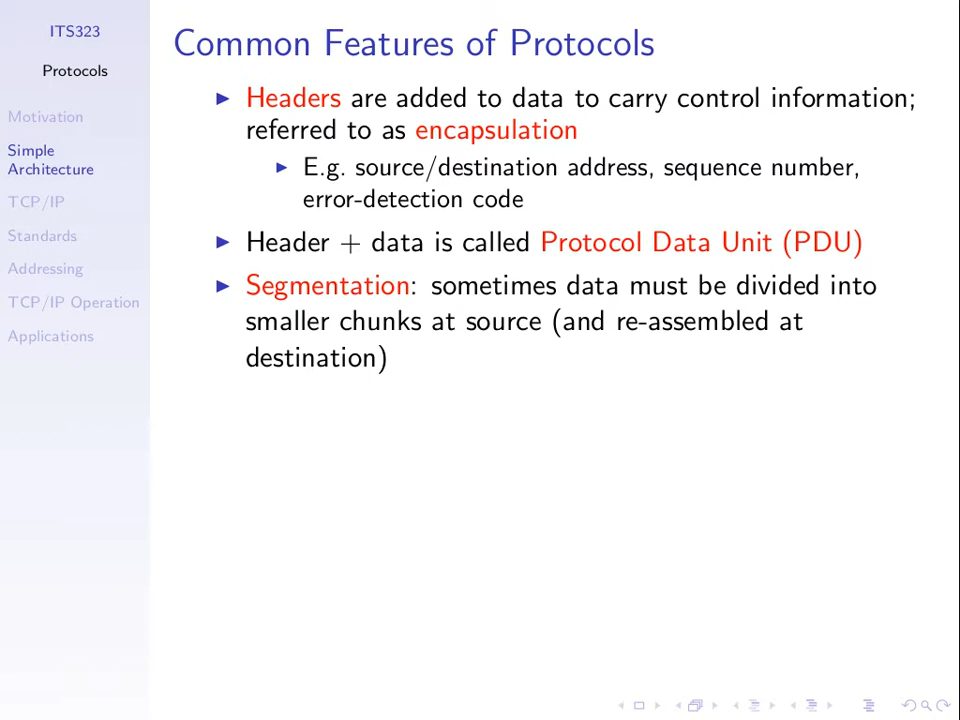 ITS323
Protocols
Motivation
Simple
Architecture
TCP/IP
Standards
Addressing
TCP/IP Operation
Applications
Common Features of Protocols
Headers are added to data to carry control information;
referred to as encapsulation
E.g. source/destination address, sequence number,
error-detection code
Header + data is called Protocol Data Unit (PDU)
Segmentation: sometimes data must be divided into
smaller chunks at source (and re-assembled at
destination)